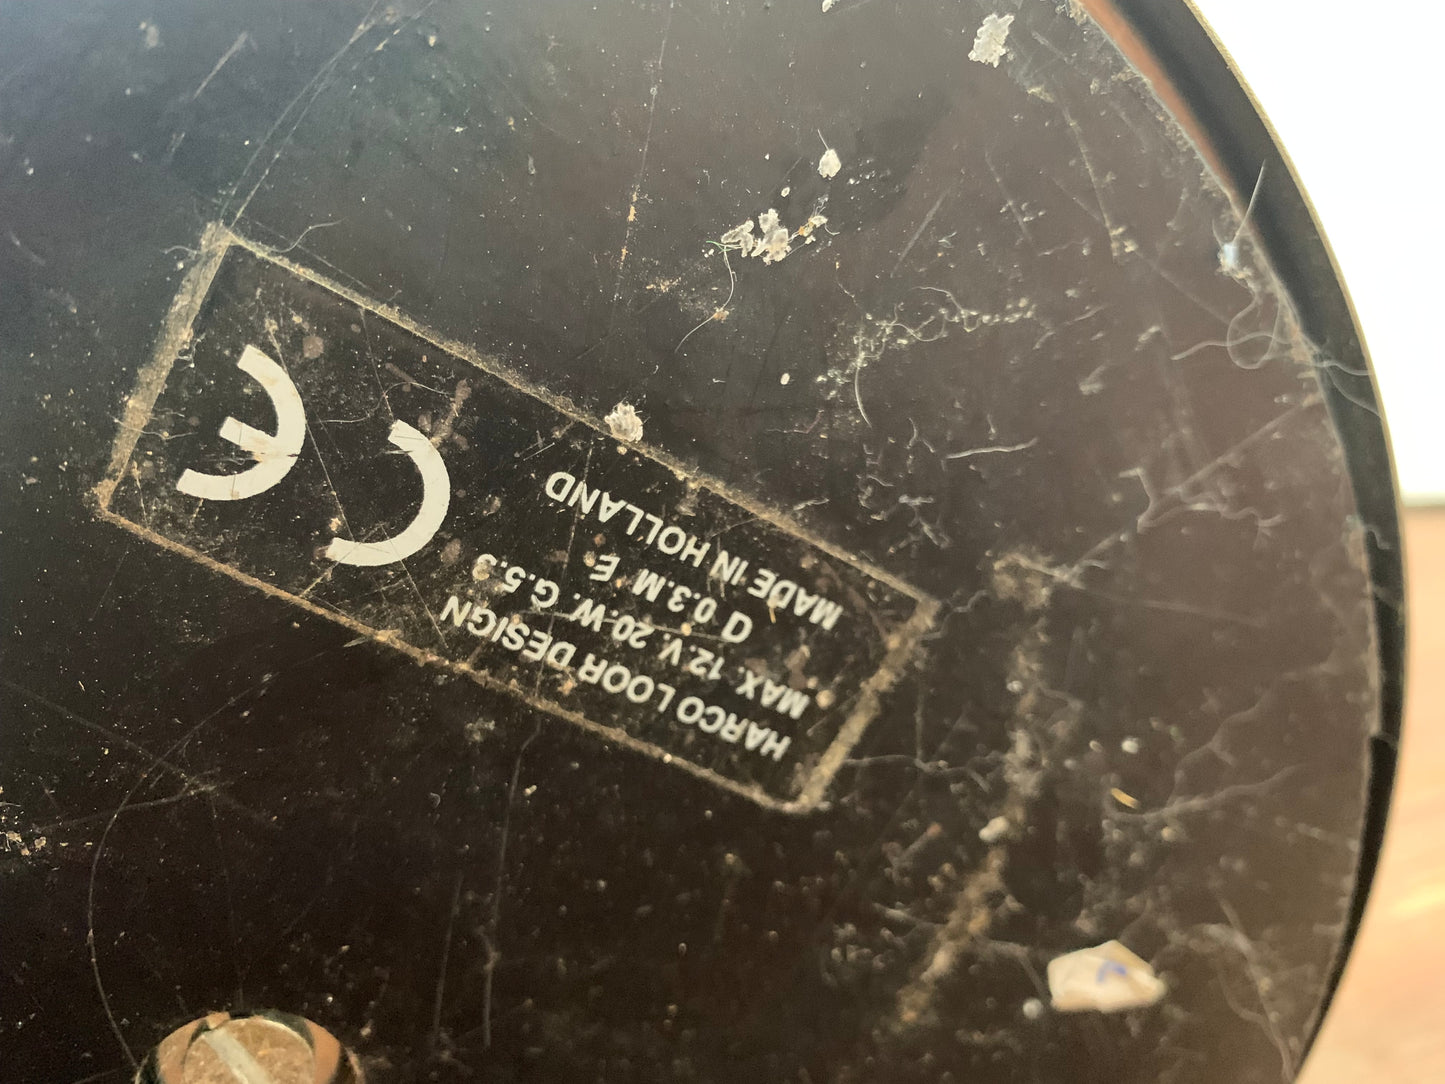 HARCO LOOR DESIGN
MAX. 12.V. 20.W. G.5.3
D 0.3.M E
MADE IN HOLLAND
CE